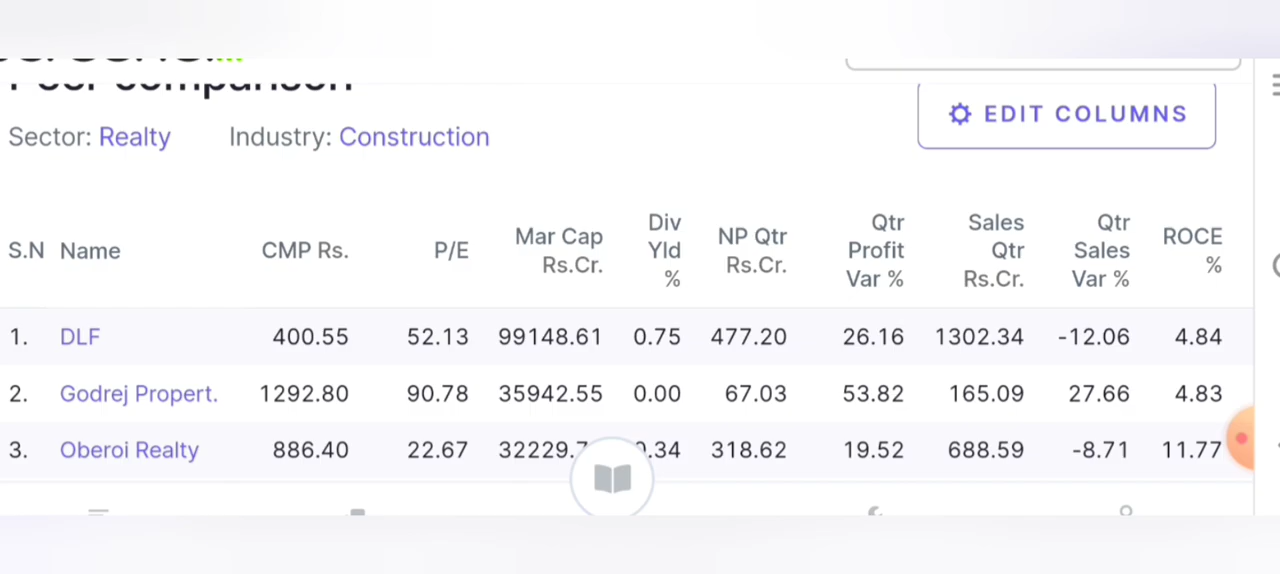 Peer comparison
EDIT COLUMNS
Sector: Realty Industry: Construction
S.N Name CMP Rs. P/E Mar Cap Rs.Cr. Div Yld % NP Qtr Rs.Cr. Qtr Profit Var % Sales Qtr Rs.Cr. Qtr Sales Var % ROCE %
1. DLF 400.55 52.13 99148.61 0.75 477.20 26.16 1302.34 -12.06 4.84
2. Godrej Propert. 1292.80 90.78 35942.55 0.00 67.03 53.82 165.09 27.66 4.83
3. Oberoi Realty 886.40 22.67 318.62 19.52 688.59 -8.71 11.77